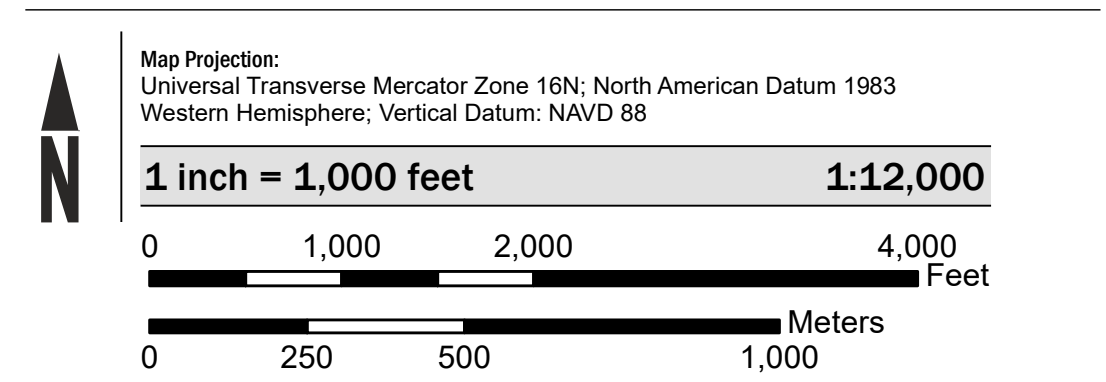 N
Map Projection:
Universal Transverse Mercator Zone 16N; North American Datum 1983
Western Hemisphere; Vertical Datum: NAVD 88
1 inch = 1,000 feet 1:12,000
0 1,000 2,000 4,000
Feet
Meters
0 250 500 1,000